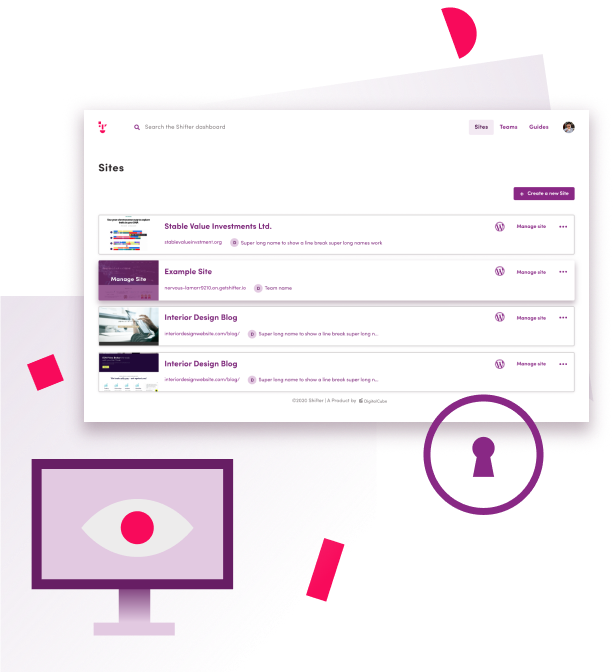 Search the Shifter dashboard
Sites
Teams
Guides
Sites
+ Create a new Site
Stable Value Investments Ltd.
Manage site
stablevalueinvstment.org
D
Super long name to show a line break super long names work
Manage Site
Example Site
Manage site
nervous-lamarr9210.on.getshifter.io
D
Team name
Interior Design Blog
Manage site
interiordesignwebsite.com/blog/
D
Super long name to show a line break super long n...
Interior Design Blog
Manage site
interiordesignwebsite.com/blog/
D
Super long name to show a line break super long n...
©2020 Shifter | A Product by DigitalCube